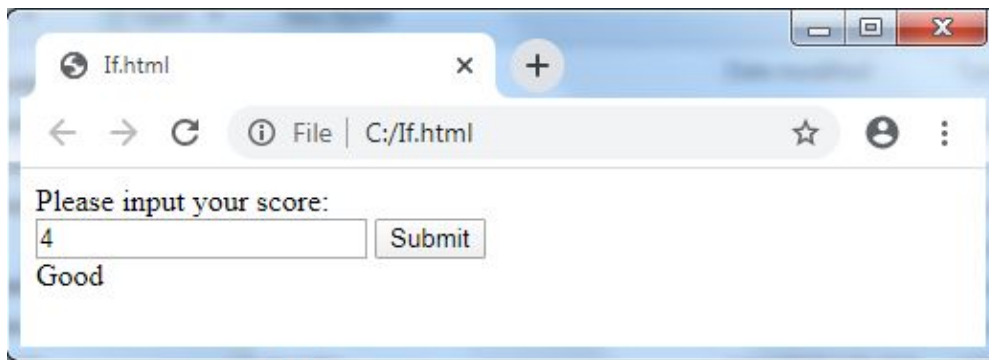 If.html
File | C:/If.html
Please input your score:
4 Submit
Good